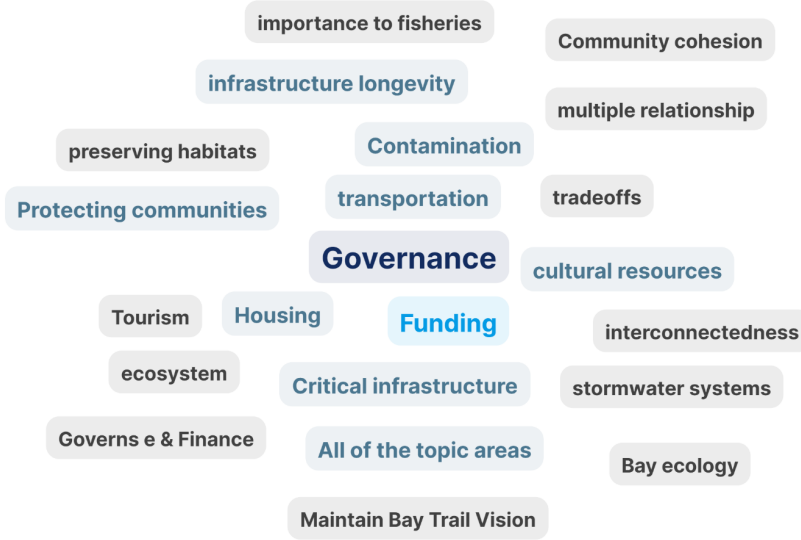 importance to fisheries
Community cohesion
infrastructure longevity
multiple relationship
preserving habitats
Contamination
Protecting communities
transportation
tradeoffs
Governance
cultural resources
Tourism
Housing
Funding
interconnectedness
ecosystem
Critical infrastructure
stormwater systems
Governs e & Finance
All of the topic areas
Bay ecology
Maintain Bay Trail Vision